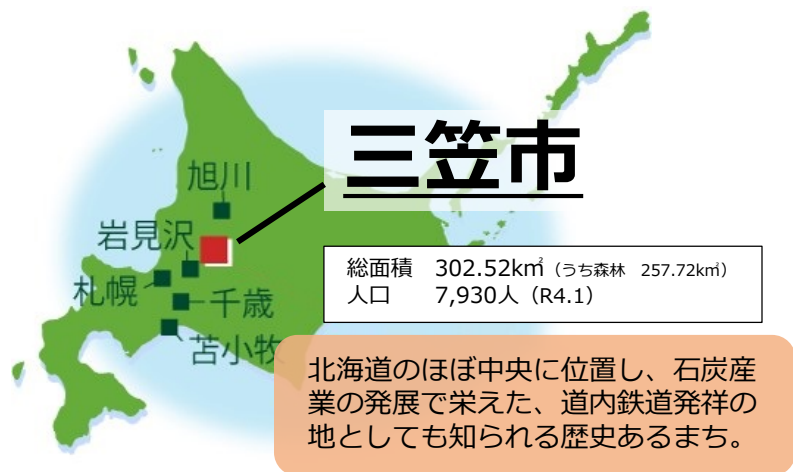 三笠市
旭川
岩見沢
札幌
千歳
苫小牧
総面積 302.52k㎡（うち森林 257.72k㎡）
人口 7,930人（R4.1）
北海道のほぼ中央に位置し、石炭産
業の発展で栄えた、道内鉄道発祥の
地としても知られる歴史あるまち。